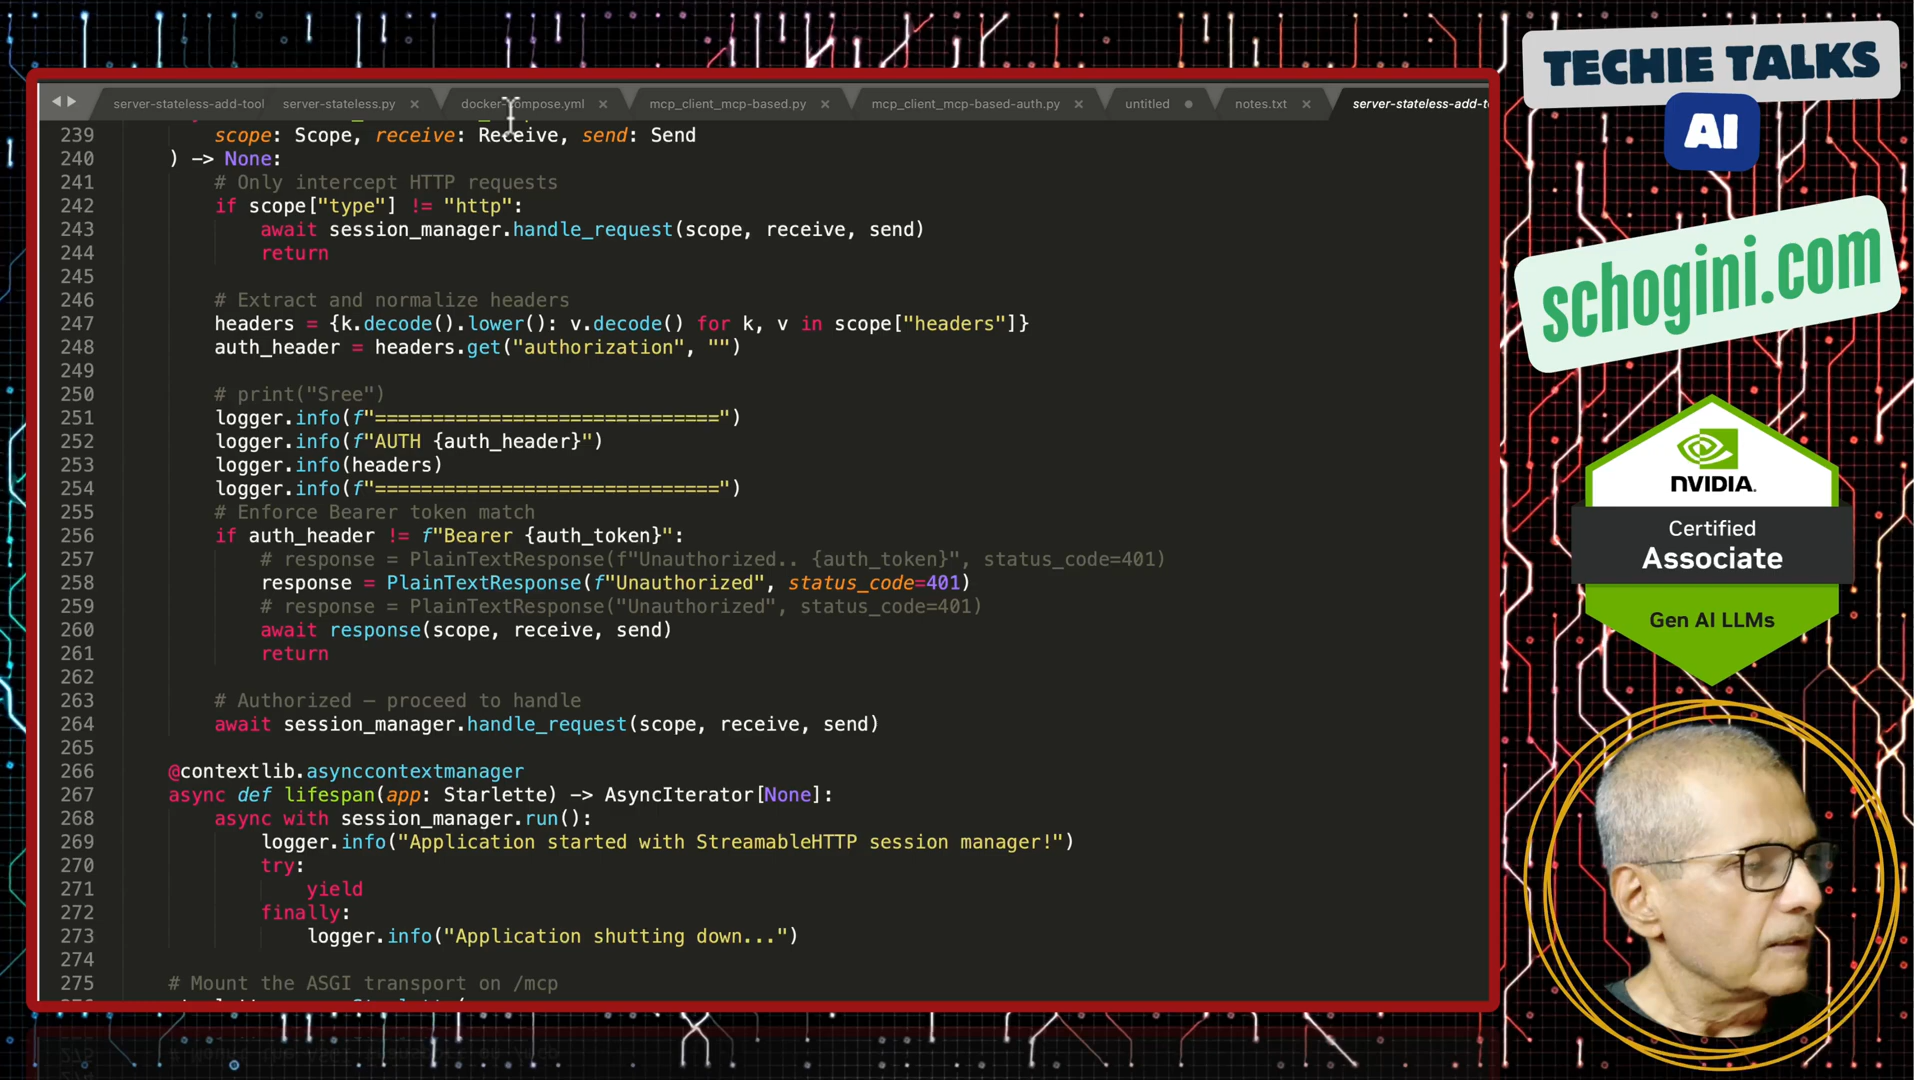 TECHIE TALKS
AI
schogini.com
NVIDIA.
Certified
Associate
Gen AI LLMs
server-stateless-add-tool
server-stateless.py
docker-compose.yml
mcp_client_mcp-based.py
mcp_client_mcp-based-auth.py
untitled
notes.txt
server-stateless-add-to
239 scope: Scope, receive: Receive, send: Send
240 ) -> None:
241 # Only intercept HTTP requests
242 if scope["type"] != "http":
243 await session_manager.handle_request(scope, receive, send)
244 return
245
246 # Extract and normalize headers
247 headers = {k.decode().lower(): v.decode() for k, v in scope["headers"]}
248 auth_header = headers.get("authorization", "")
249
250 # print("Sree")
251 logger.info(f"==============================")
252 logger.info(f"AUTH {auth_header}")
253 logger.info(headers)
254 logger.info(f"==============================")
255 # Enforce Bearer token match
256 if auth_header != f"Bearer {auth_token}":
257 # response = PlainTextResponse(f"Unauthorized.. {auth_token}", status_code=401)
258 response = PlainTextResponse(f"Unauthorized", status_code=401)
259 # response = PlainTextResponse("Unauthorized", status_code=401)
260 await response(scope, receive, send)
261 return
262
263 # Authorized — proceed to handle
264 await session_manager.handle_request(scope, receive, send)
265
266 @contextlib.asynccontextmanager
267 async def lifespan(app: Starlette) -> AsyncIterator[None]:
268 async with session_manager.run():
269 logger.info("Application started with StreamableHTTP session manager!")
270 try:
271 yield
272 finally:
273 logger.info("Application shutting down...")
274
275 # Mount the ASGI transport on /mcp